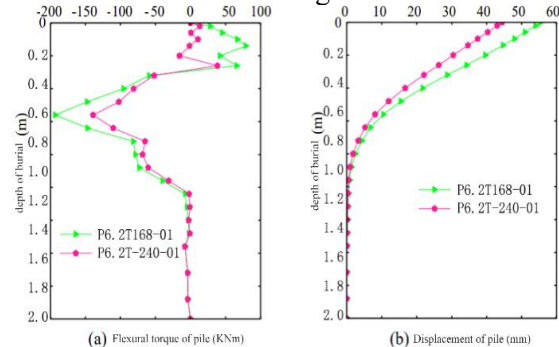 -200 -150 -100 -50 0 50 100
0
0.2
0.4
0.6
0.8
1.0
1.2
1.4
1.6
1.8
2.0
depth of burial (m)
P6. 2T168-01
P6. 2T-240-01
(a) Flexural torque of pile (KNm)
0 10 20 30 40 50 60
0
0.2
0.4
0.6
0.8
1.0
1.2
1.4
1.6
1.8
2.0
depth of burial (m)
P6. 2T168-01
P6. 2T-240-01
(b) Displacement of pile (mm)